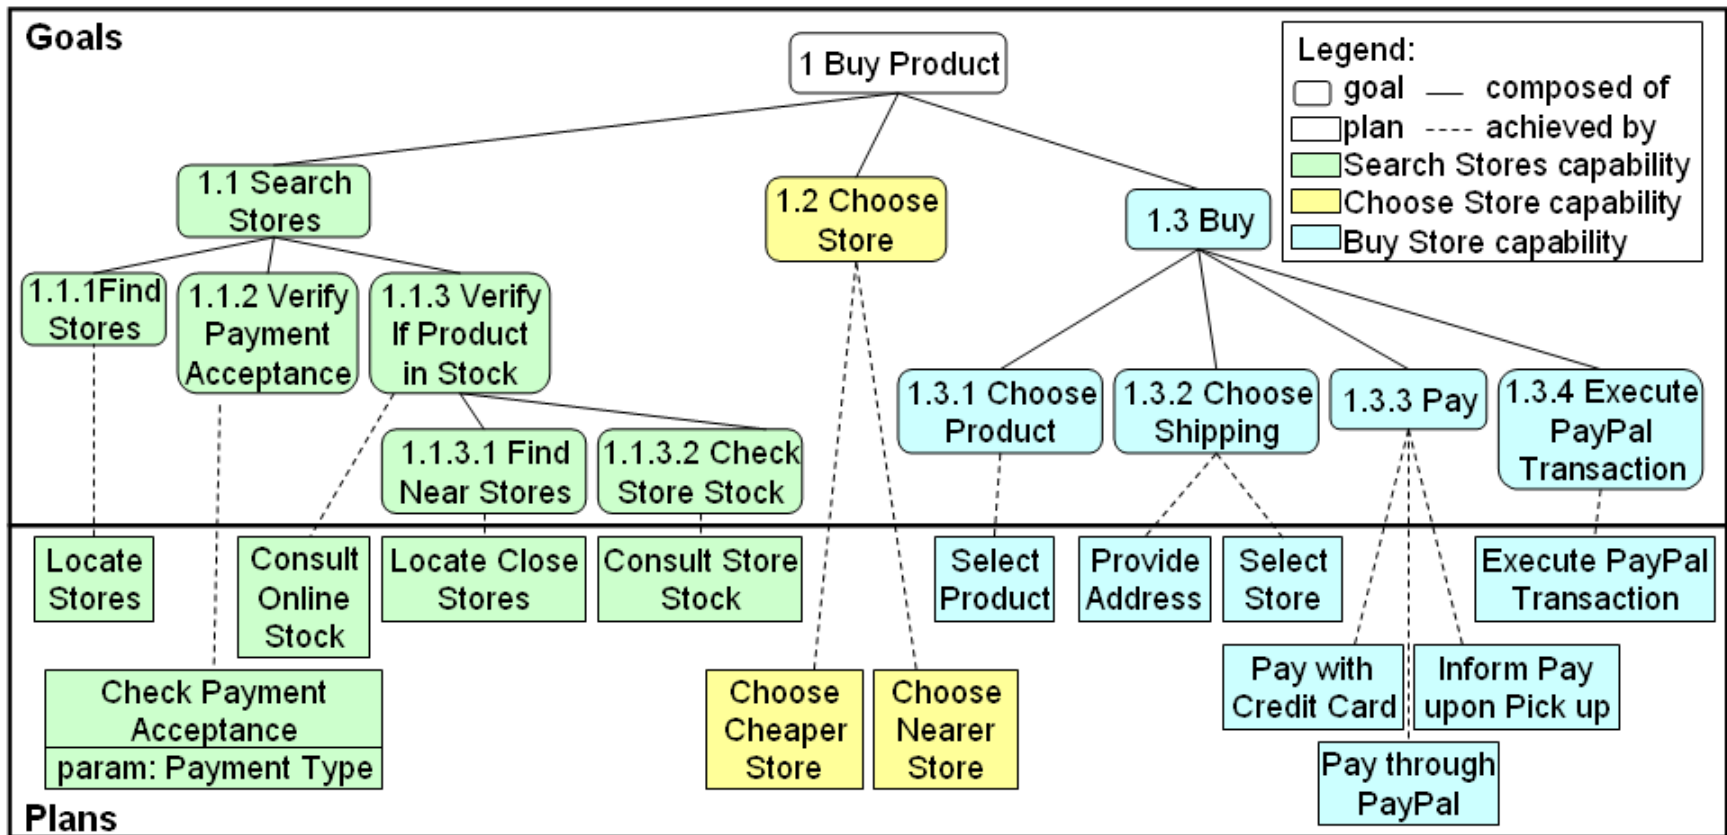 Goals
1 Buy Product
Legend:
goal
composed of
plan
achieved by
Search Stores capability
Choose Store capability
Buy Store capability
1.1 Search
Stores
1.2 Choose
Store
1.3 Buy
1.1.1Find
Stores
1.1.2 Verify
Payment
Acceptance
1.1.3 Verify
If Product
in Stock
1.3.1 Choose
Product
1.3.2 Choose
Shipping
1.3.3 Pay
1.3.4 Execute
PayPal
Transaction
1.1.3.1 Find
Near Stores
1.1.3.2 Check
Store Stock
Locate
Stores
Consult
Online
Stock
Locate Close
Stores
Consult Store
Stock
Select
Product
Provide
Address
Select
Store
Execute PayPal
Transaction
Check Payment
Acceptance
param: Payment Type
Choose
Cheaper
Store
Choose
Nearer
Store
Pay with
Credit Card
Inform Pay
upon Pick up
Pay through
PayPal
Plans